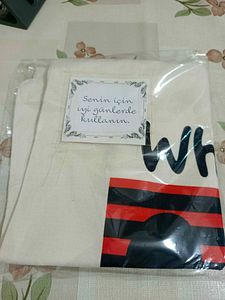 Senin için
iyi günlerde
kullanın.
Wh